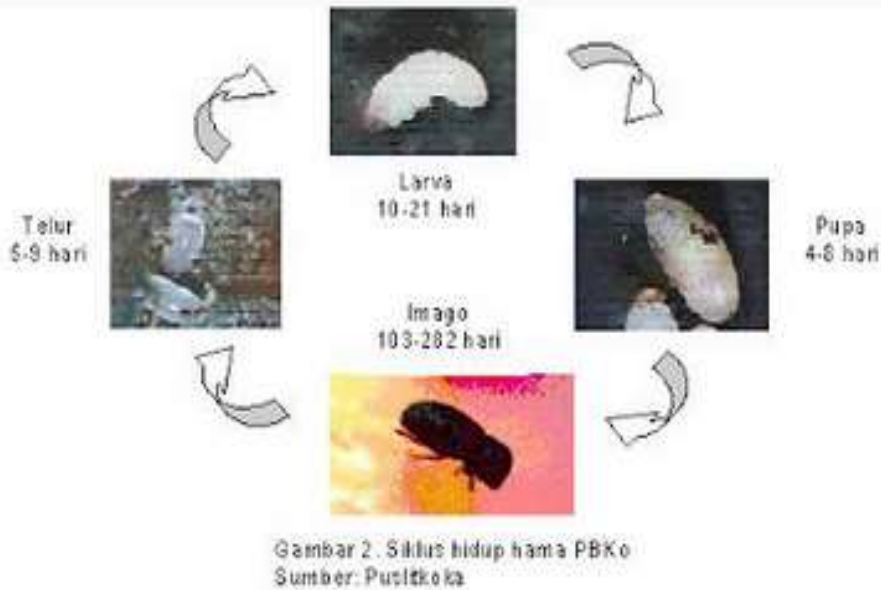 Larva
10-21 hari
Telur
5-9 hari
Pupa
4-8 hari
Imago
103-282 hari
Gambar 2. Siklus hidup hama PBKo
Sumber: Puslitkoka